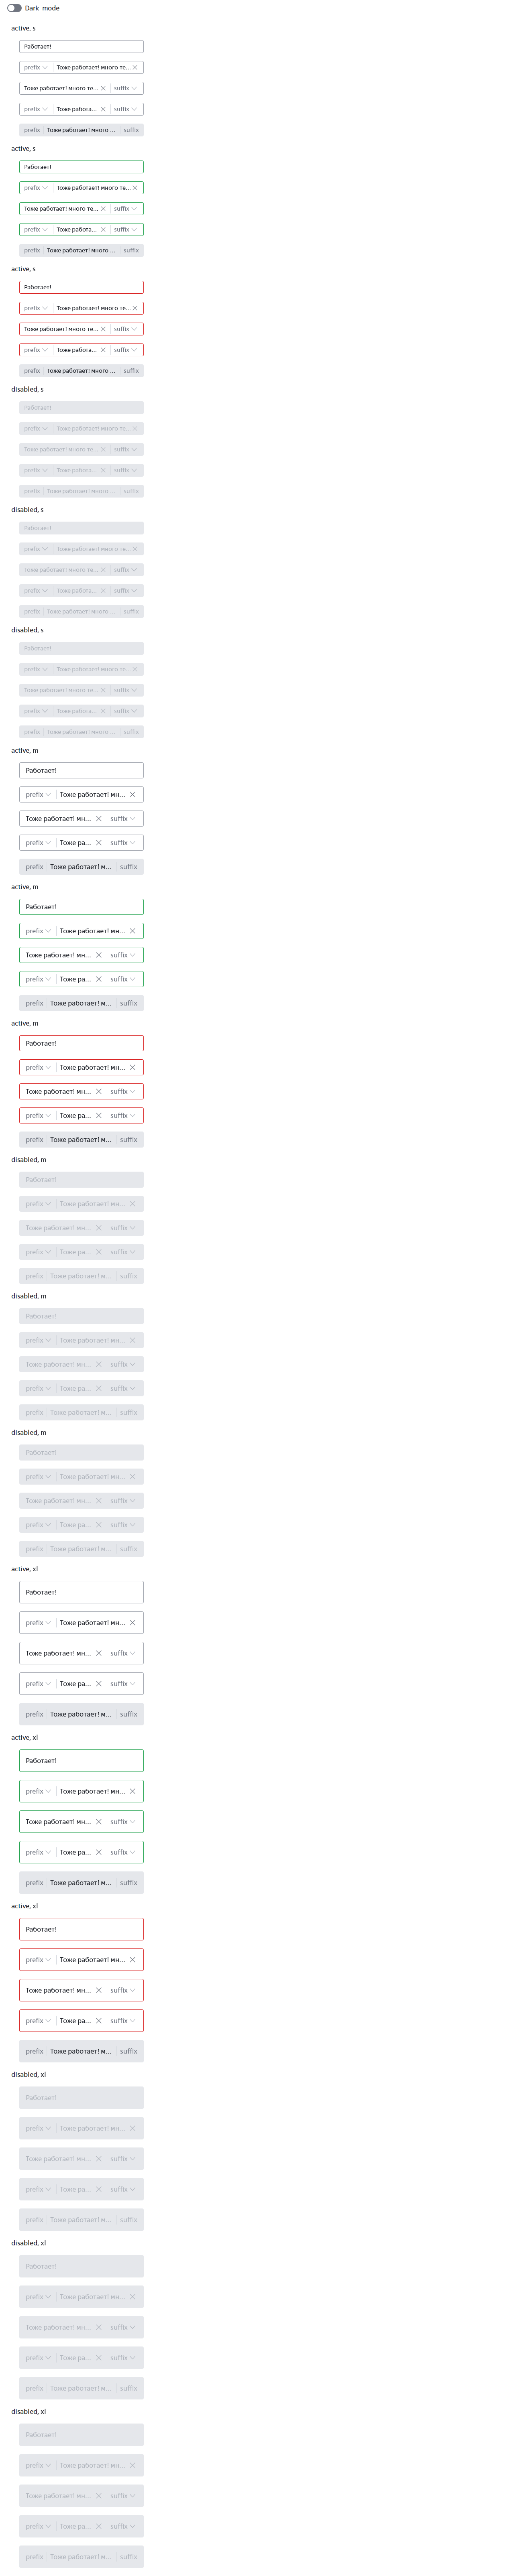 Dark_mode
active, s
Работает!
prefix Тоже работает! много те...
Тоже работает! много те... suffix
prefix Тоже работа... suffix
prefix Тоже работает! много ... suffix
active, s
Работает!
prefix Тоже работает! много те...
Тоже работает! много те... suffix
prefix Тоже работа... suffix
prefix Тоже работает! много ... suffix
active, s
Работает!
prefix Тоже работает! много те...
Тоже работает! много те... suffix
prefix Тоже работа... suffix
prefix Тоже работает! много ... suffix
disabled, s
Работает!
prefix Тоже работает! много те...
Тоже работает! много те... suffix
prefix Тоже работа... suffix
prefix Тоже работает! много ... suffix
disabled, s
Работает!
prefix Тоже работает! много те...
Тоже работает! много те... suffix
prefix Тоже работа... suffix
prefix Тоже работает! много ... suffix
disabled, s
Работает!
prefix Тоже работает! много те...
Тоже работает! много те... suffix
prefix Тоже работа... suffix
prefix Тоже работает! много ... suffix
active, m
Работает!
prefix Тоже работает! мн...
Тоже работает! мн... suffix
prefix Тоже ра... suffix
prefix Тоже работает! м... suffix
active, m
Работает!
prefix Тоже работает! мн...
Тоже работает! мн... suffix
prefix Тоже ра... suffix
prefix Тоже работает! м... suffix
active, m
Работает!
prefix Тоже работает! мн...
Тоже работает! мн... suffix
prefix Тоже ра... suffix
prefix Тоже работает! м... suffix
disabled, m
Работает!
prefix Тоже работает! мн...
Тоже работает! мн... suffix
prefix Тоже ра... suffix
prefix Тоже работает! м... suffix
disabled, m
Работает!
prefix Тоже работает! мн...
Тоже работает! мн... suffix
prefix Тоже ра... suffix
prefix Тоже работает! м... suffix
disabled, m
Работает!
prefix Тоже работает! мн...
Тоже работает! мн... suffix
prefix Тоже ра... suffix
prefix Тоже работает! м... suffix
active, xl
Работает!
prefix Тоже работает! мн...
Тоже работает! мн... suffix
prefix Тоже ра... suffix
prefix Тоже работает! м... suffix
active, xl
Работает!
prefix Тоже работает! мн...
Тоже работает! мн... suffix
prefix Тоже ра... suffix
prefix Тоже работает! м... suffix
active, xl
Работает!
prefix Тоже работает! мн...
Тоже работает! мн... suffix
prefix Тоже ра... suffix
prefix Тоже работает! м... suffix
disabled, xl
Работает!
prefix Тоже работает! мн...
Тоже работает! мн... suffix
prefix Тоже ра... suffix
prefix Тоже работает! м... suffix
disabled, xl
Работает!
prefix Тоже работает! мн...
Тоже работает! мн... suffix
prefix Тоже ра... suffix
prefix Тоже работает! м... suffix
disabled, xl
Работает!
prefix Тоже работает! мн...
Тоже работает! мн... suffix
prefix Тоже ра... suffix
prefix Тоже работает! м... suffix